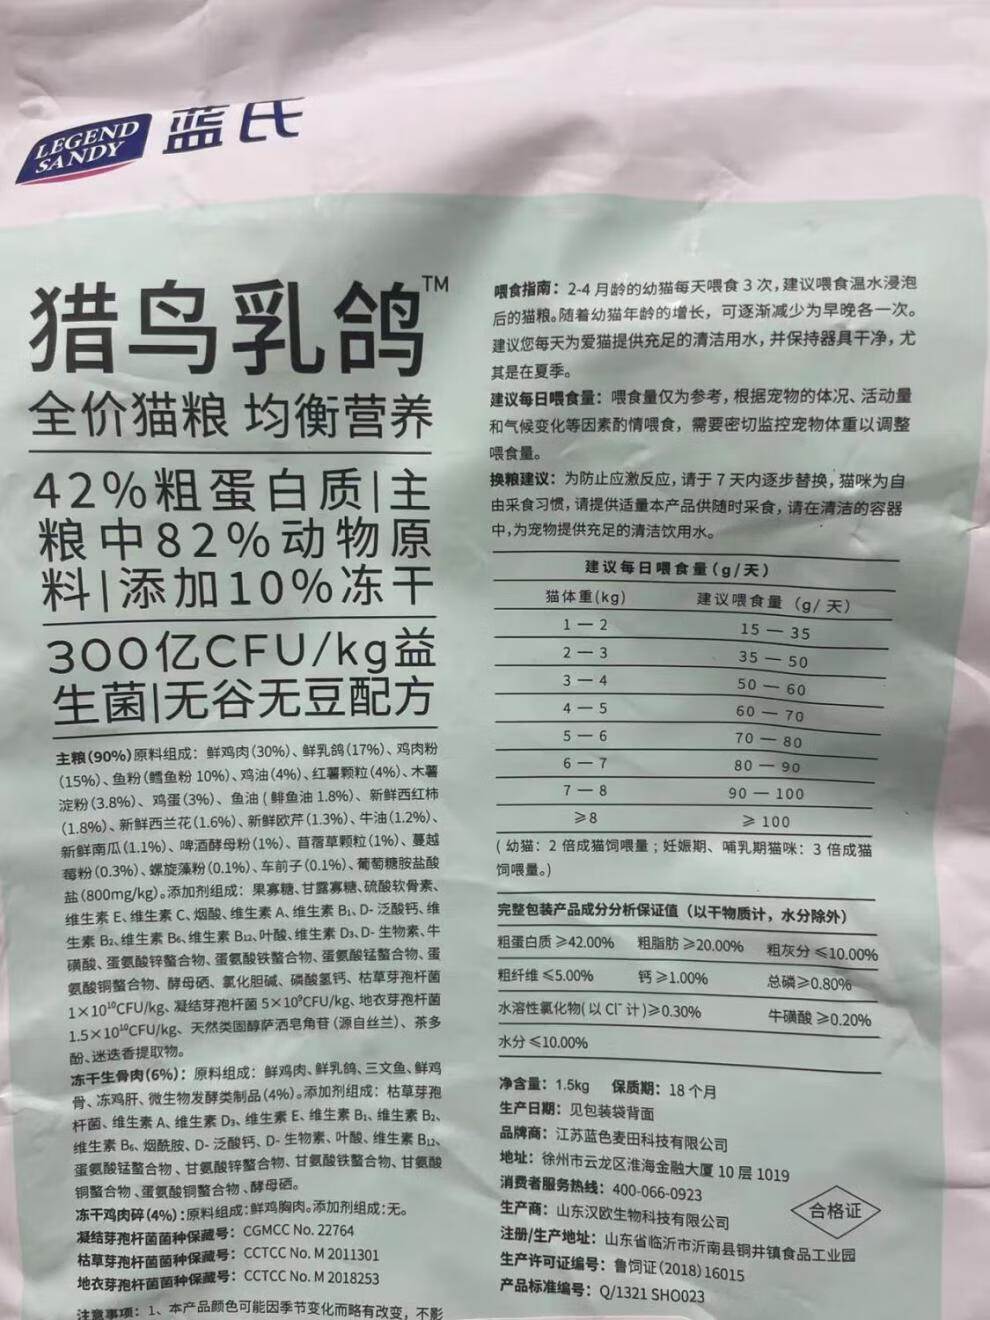 LEGEND
SANDY
蓝氏
猎鸟乳鸽™
全价猫粮 均衡营养
42%粗蛋白质|主
粮中82%动物原
料|添加10%冻干
300亿CFU/kg益
生菌|无谷无豆配方
主粮(90%)原料组成：鲜鸡肉(30%)、鲜乳鸽(17%)、鸡肉粉
(15%)、鱼粉(鳕鱼粉 10%)、鸡油(4%)、红薯颗粒(4%)、木薯
淀粉(3.8%)、鸡蛋(3%)、鱼油(鲱鱼油 1.8%)、新鲜西红柿
(1.8%)、新鲜西兰花(1.6%)、新鲜欧芹(1.3%)、牛油(1.2%)、
新鲜南瓜(1.1%)、啤酒酵母粉(1%)、苜蓿草颗粒(1%)、蔓越
莓粉(0.3%)、螺旋藻粉(0.1%)、车前子(0.1%)、葡萄糖胺盐酸
盐(800mg/kg)。添加剂组成：果寡糖、甘露寡糖、硫酸软骨素、
维生素 E、维生素 C、烟酸、维生素 A、维生素 B₁、D-泛酸钙、维
生素 B₂、维生素 B₆、维生素 B₁₂、叶酸、维生素 D₃、D-生物素、牛
磺酸、蛋氨酸锌螯合物、蛋氨酸铁螯合物、蛋氨酸锰螯合物、蛋
氨酸铜螯合物、酵母硒、氯化胆碱、磷酸氢钙、枯草芽孢杆菌
1×10¹⁰CFU/kg、凝结芽孢杆菌 5×10⁹CFU/kg、地衣芽孢杆菌
1.5×10¹⁰CFU/kg、天然类固醇萨洒皂角苷(源自丝兰)、茶多
酚、迷迭香提取物。
冻干生骨肉(6%)：原料组成：鲜鸡肉、鲜乳鸽、三文鱼、鲜鸡
骨、冻鸡肝、微生物发酵类制品(4%)。添加剂组成：枯草芽孢
杆菌、维生素 A、维生素 D₃、维生素 E、维生素 B₁、维生素 B₂、
维生素 B₆、烟酰胺、D-泛酸钙、D-生物素、叶酸、维生素 B₁₂、
蛋氨酸锰螯合物、甘氨酸锌螯合物、甘氨酸铁螯合物、甘氨酸
铜螯合物、蛋氨酸铜螯合物、酵母硒。
冻干鸡肉碎(4%)：原料组成：鲜鸡胸肉。添加剂组成：无。
凝结芽孢杆菌菌种保藏号：CGMCC No. 22764
枯草芽孢杆菌菌种保藏号：CCTCC No. M 2011301
地衣芽孢杆菌菌种保藏号：CCTCC No. M 2018253
注意事项：1、本产品颜色可能因季节变化而略有改变，不影
喂食指南：2-4 月龄的幼猫每天喂食 3 次，建议喂食温水浸泡
后的猫粮。随着幼猫年龄的增长，可逐渐减少为早晚各一次。
建议您每天为爱猫提供充足的清洁用水，并保持器具干净，尤
其是在夏季。
建议每日喂食量：喂食量仅为参考，根据宠物的体况、活动量
和气候变化等因素酌情喂食，需要密切监控宠物体重以调整
喂食量。
换粮建议：为防止应激反应，请于 7 天内逐步替换，猫咪为自
由采食习惯，请提供适量本产品供随时采食，请在清洁的容器
中，为宠物提供充足的清洁饮用水。
建议每日喂食量(g/天)
猫体重(kg) 建议喂食量（g/ 天）
1 — 2 15 — 35
2 — 3 35 — 50
3 — 4 50 — 60
4 — 5 60 — 70
5 — 6 70 — 80
6 — 7 80 — 90
7 — 8 90 — 100
≥8 ≥ 100
(幼猫：2 倍成猫饲喂量；妊娠期、哺乳期猫咪：3 倍成猫
饲喂量。)
完整包装产品成分分析保证值（以干物质计，水分除外）
粗蛋白质 ≥42.00% 粗脂肪 ≥20.00% 粗灰分 ≤10.00%
粗纤维 ≤5.00% 钙 ≥1.00% 总磷≥0.80%
水溶性氯化物(以 Cl⁻计)≥0.30% 牛磺酸 ≥0.20%
水分 ≤10.00%
净含量：1.5kg 保质期：18 个月
生产日期：见包装袋背面
品牌商：江苏蓝色麦田科技有限公司
地址：徐州市云龙区淮海金融大厦 10 层 1019
消费者服务热线：400-066-0923
生产商：山东汉欧生物科技有限公司
注册/生产地址：山东省临沂市沂南县铜井镇食品工业园
生产许可证编号：鲁饲证(2018)16015
产品标准编号：Q/1321 SHO023
合格证